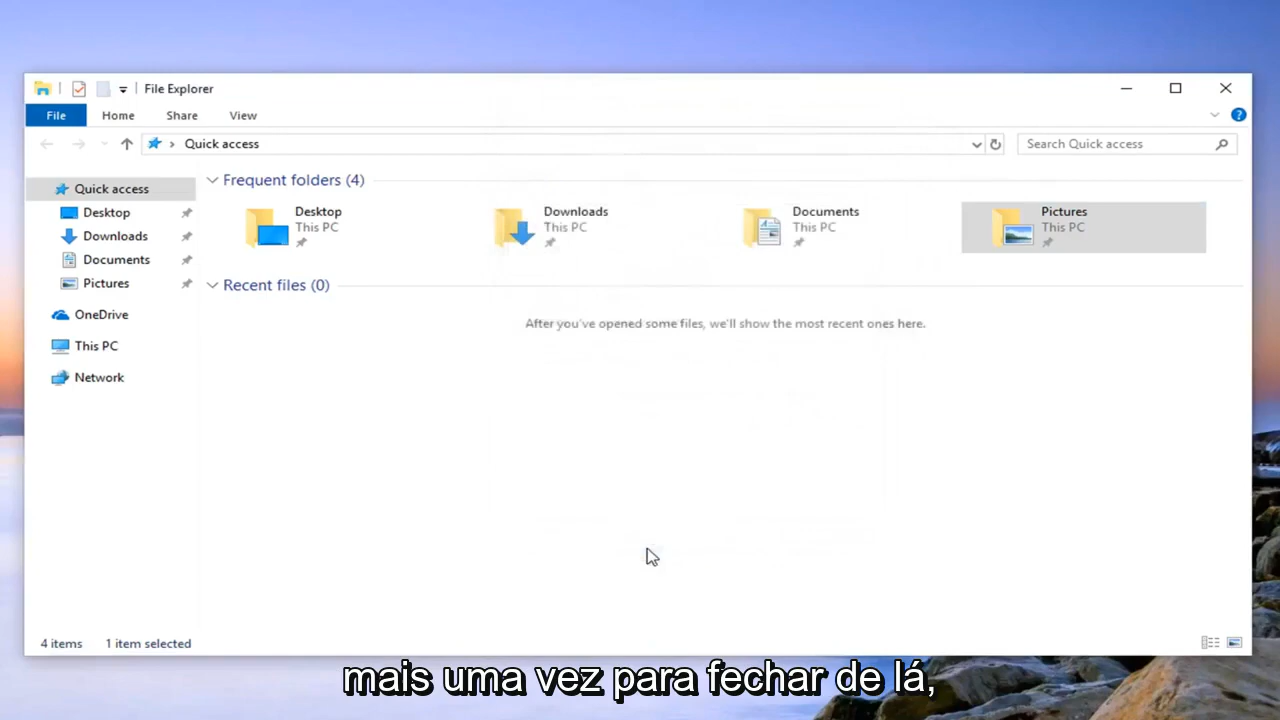 File Explorer
File Home Share View
Quick access
Search Quick access
Quick access
Desktop
Downloads
Documents
Pictures
OneDrive
This PC
Network
Frequent folders (4)
Desktop
This PC
Downloads
This PC
Documents
This PC
Pictures
This PC
Recent files (0)
After you've opened some files, we'll show the most recent ones here.
4 items 1 item selected
mais uma vez para fechar de lá,